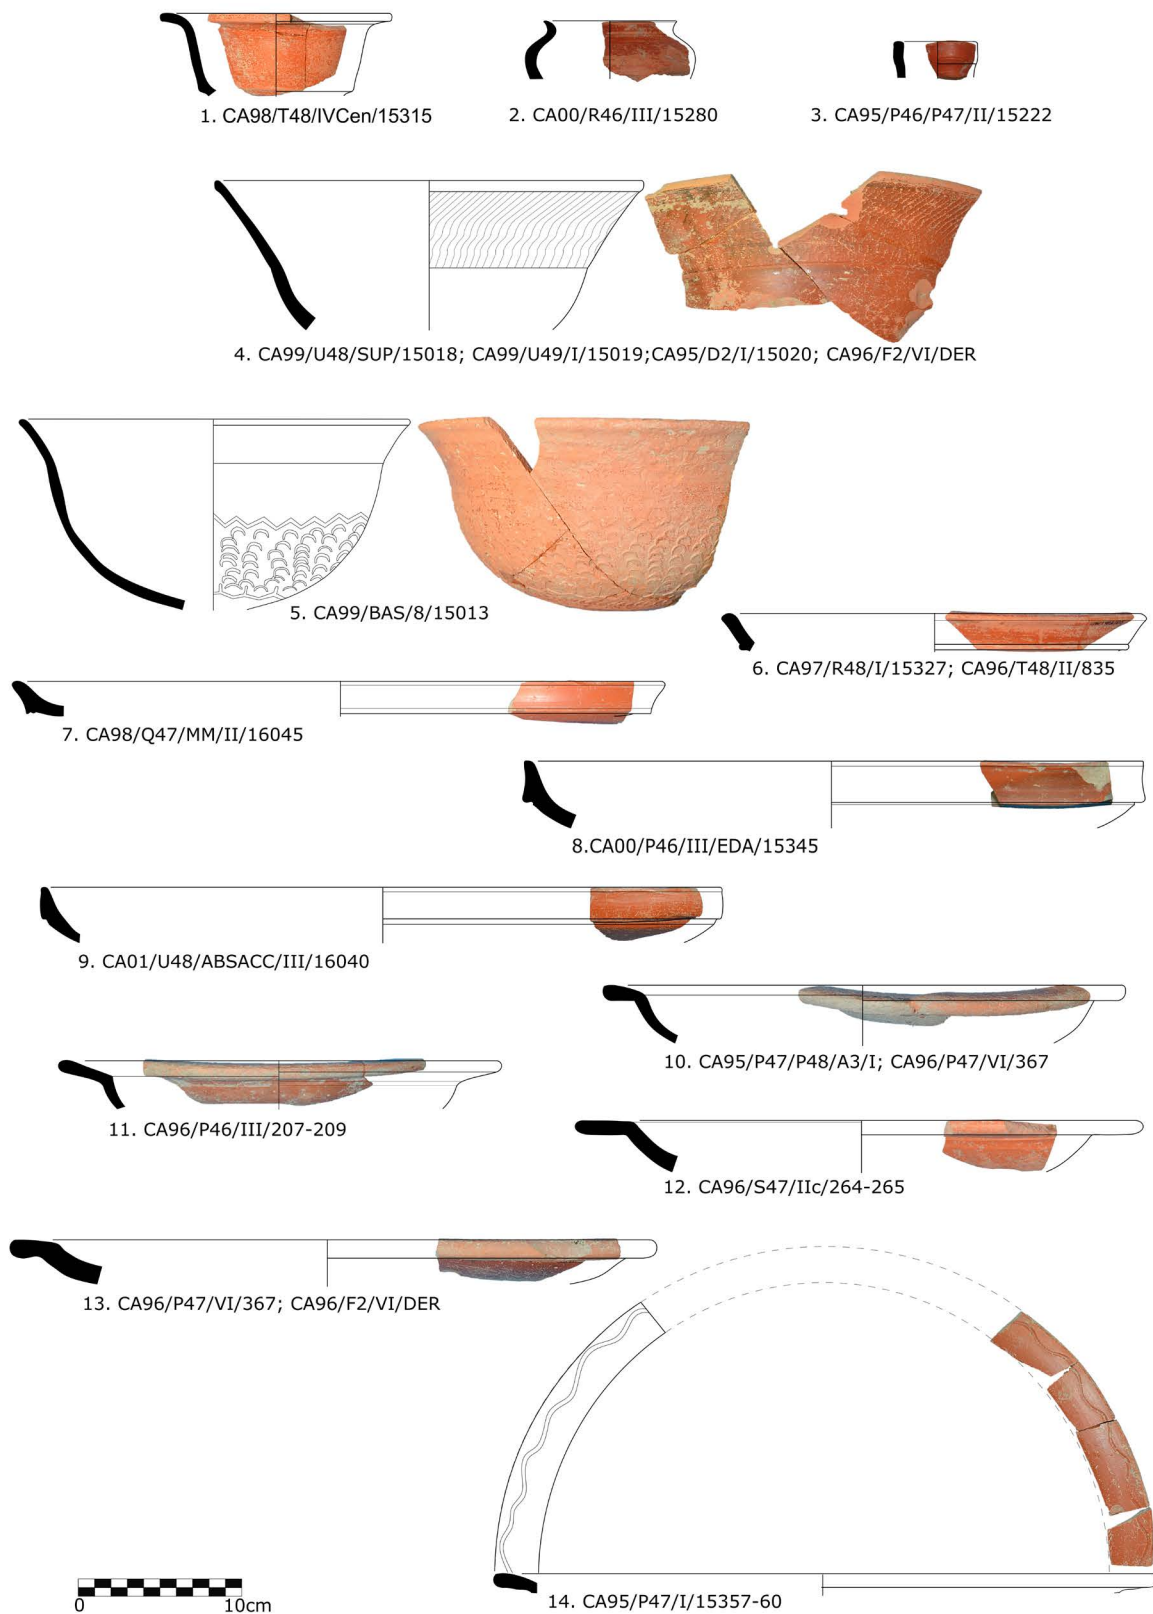 1. CA98/T48/IVCen/15315
2. CA00/R46/III/15280
3. CA95/P46/P47/II/15222
4. CA99/U48/SUP/15018; CA99/U49/I/15019;CA95/D2/I/15020; CA96/F2/VI/DER
5. CA99/BAS/8/15013
6. CA97/R48/I/15327; CA96/T48/II/835
7. CA98/Q47/MM/II/16045
8.CA00/P46/III/EDA/15345
9. CA01/U48/ABSACC/III/16040
10. CA95/P47/P48/A3/I; CA96/P47/VI/367
11. CA96/P46/III/207-209
12. CA96/S47/IIc/264-265
13. CA96/P47/VI/367; CA96/F2/VI/DER
14. CA95/P47/I/15357-60
0 10cm